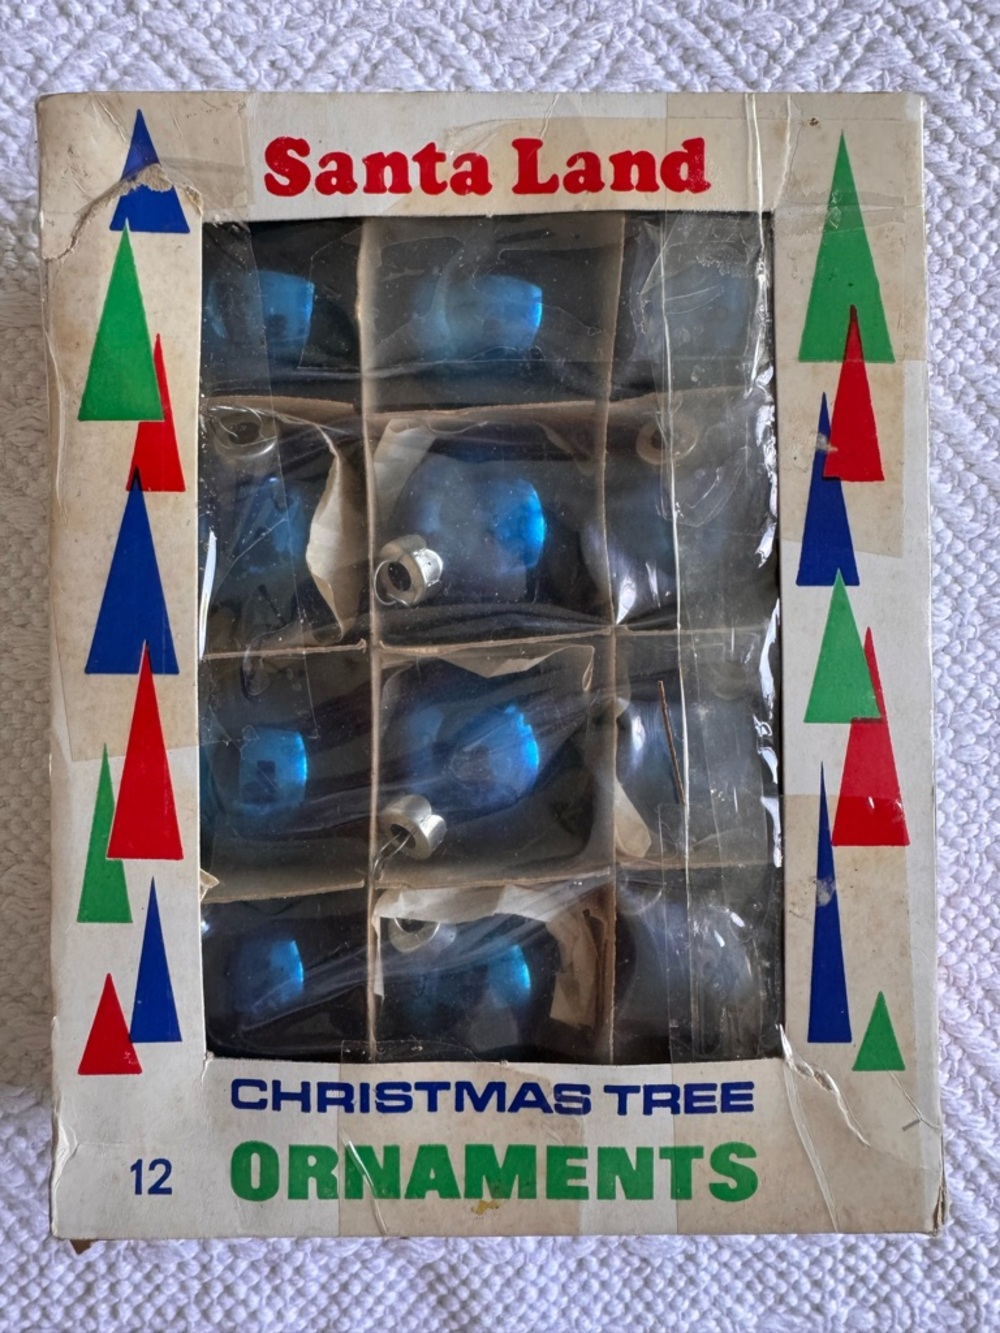 Santa Land
CHRISTMAS TREE
12 ORNAMENTS